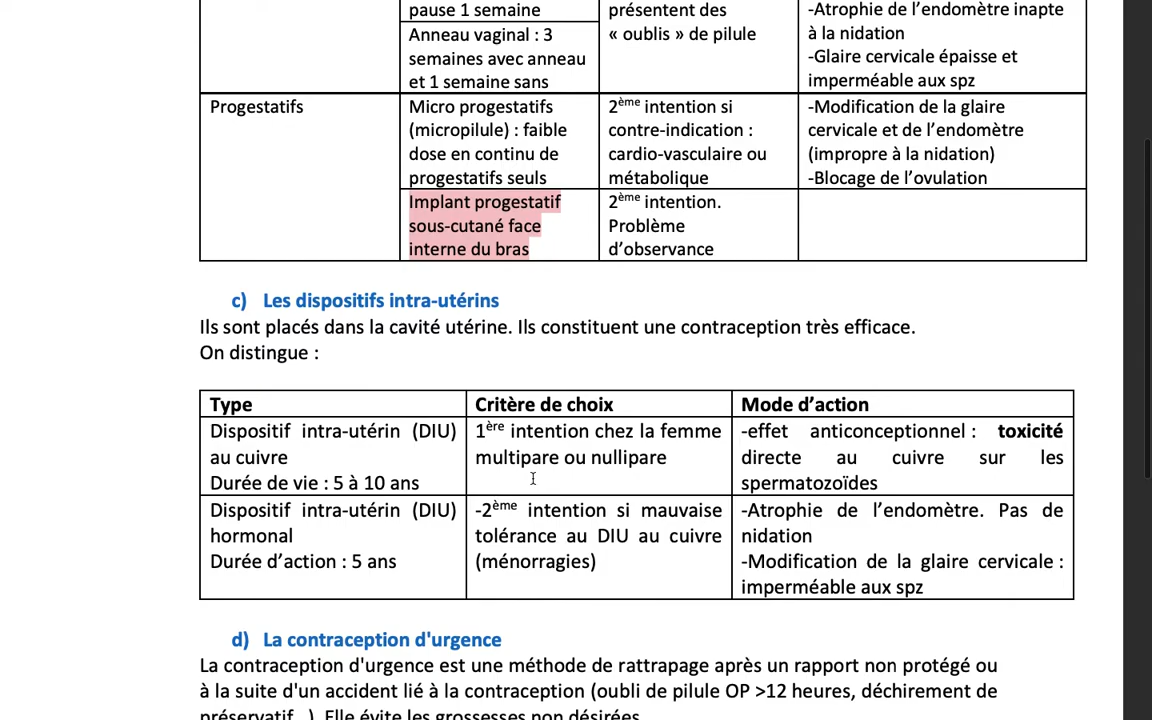 pause 1 semaine
Anneau vaginal : 3
semaines avec anneau
et 1 semaine sans
présentent des
« oublis » de pilule
-Atrophie de l’endomètre inapte
à la nidation
-Glaire cervicale épaisse et
imperméable aux spz
Progestatifs
Micro progestatifs
(micropilule) : faible
dose en continu de
progestatifs seuls
2ème intention si
contre-indication :
cardio-vasculaire ou
métabolique
-Modification de la glaire
cervicale et de l’endomètre
(impropre à la nidation)
-Blocage de l’ovulation
Implant progestatif
sous-cutané face
interne du bras
2ème intention.
Problème
d’observance
c) Les dispositifs intra-utérins
Ils sont placés dans la cavité utérine. Ils constituent une contraception très efficace.
On distingue :
Type
Critère de choix
Mode d’action
Dispositif intra-utérin (DIU)
au cuivre
Durée de vie : 5 à 10 ans
1ère intention chez la femme
multipare ou nullipare
-effet anticonceptionnel : toxicité
directe au cuivre sur les
spermatozoïdes
Dispositif intra-utérin (DIU)
hormonal
Durée d’action : 5 ans
-2ème intention si mauvaise
tolérance au DIU au cuivre
(ménorragies)
-Atrophie de l’endomètre. Pas de
nidation
-Modification de la glaire cervicale :
imperméable aux spz
d) La contraception d'urgence
La contraception d'urgence est une méthode de rattrapage après un rapport non protégé ou
à la suite d'un accident lié à la contraception (oubli de pilule OP >12 heures, déchirement de
préservatif...). Elle évite les grossesses non désirées.